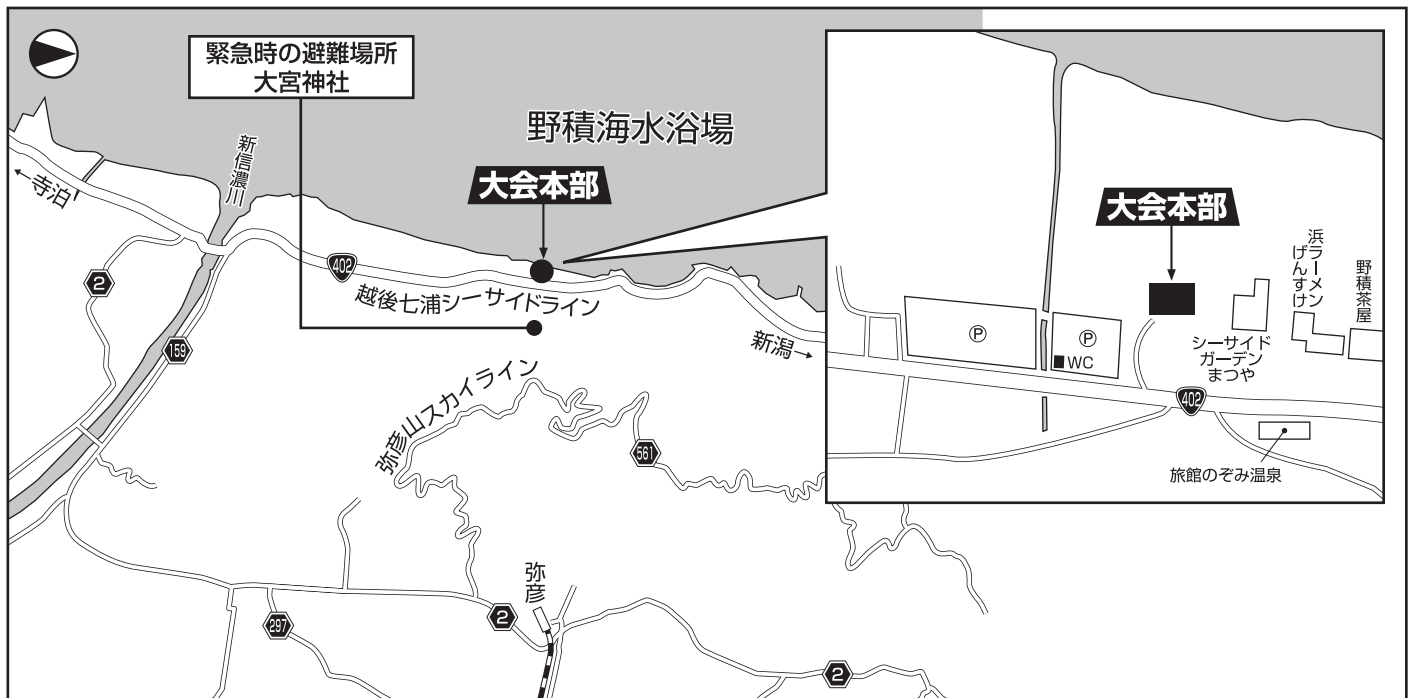 緊急時の避難場所
大宮神社
野積海水浴場
大会本部
新信濃川
←寺泊
402
越後七浦シーサイドライン
2
159
新潟→
弥彦山スカイライン
561
弥彦
2
297
2
大会本部
浜ラーメン
げんすけ
野積茶屋
シーサイド
ガーデン
まつや
P
P
WC
402
旅館のぞみ温泉